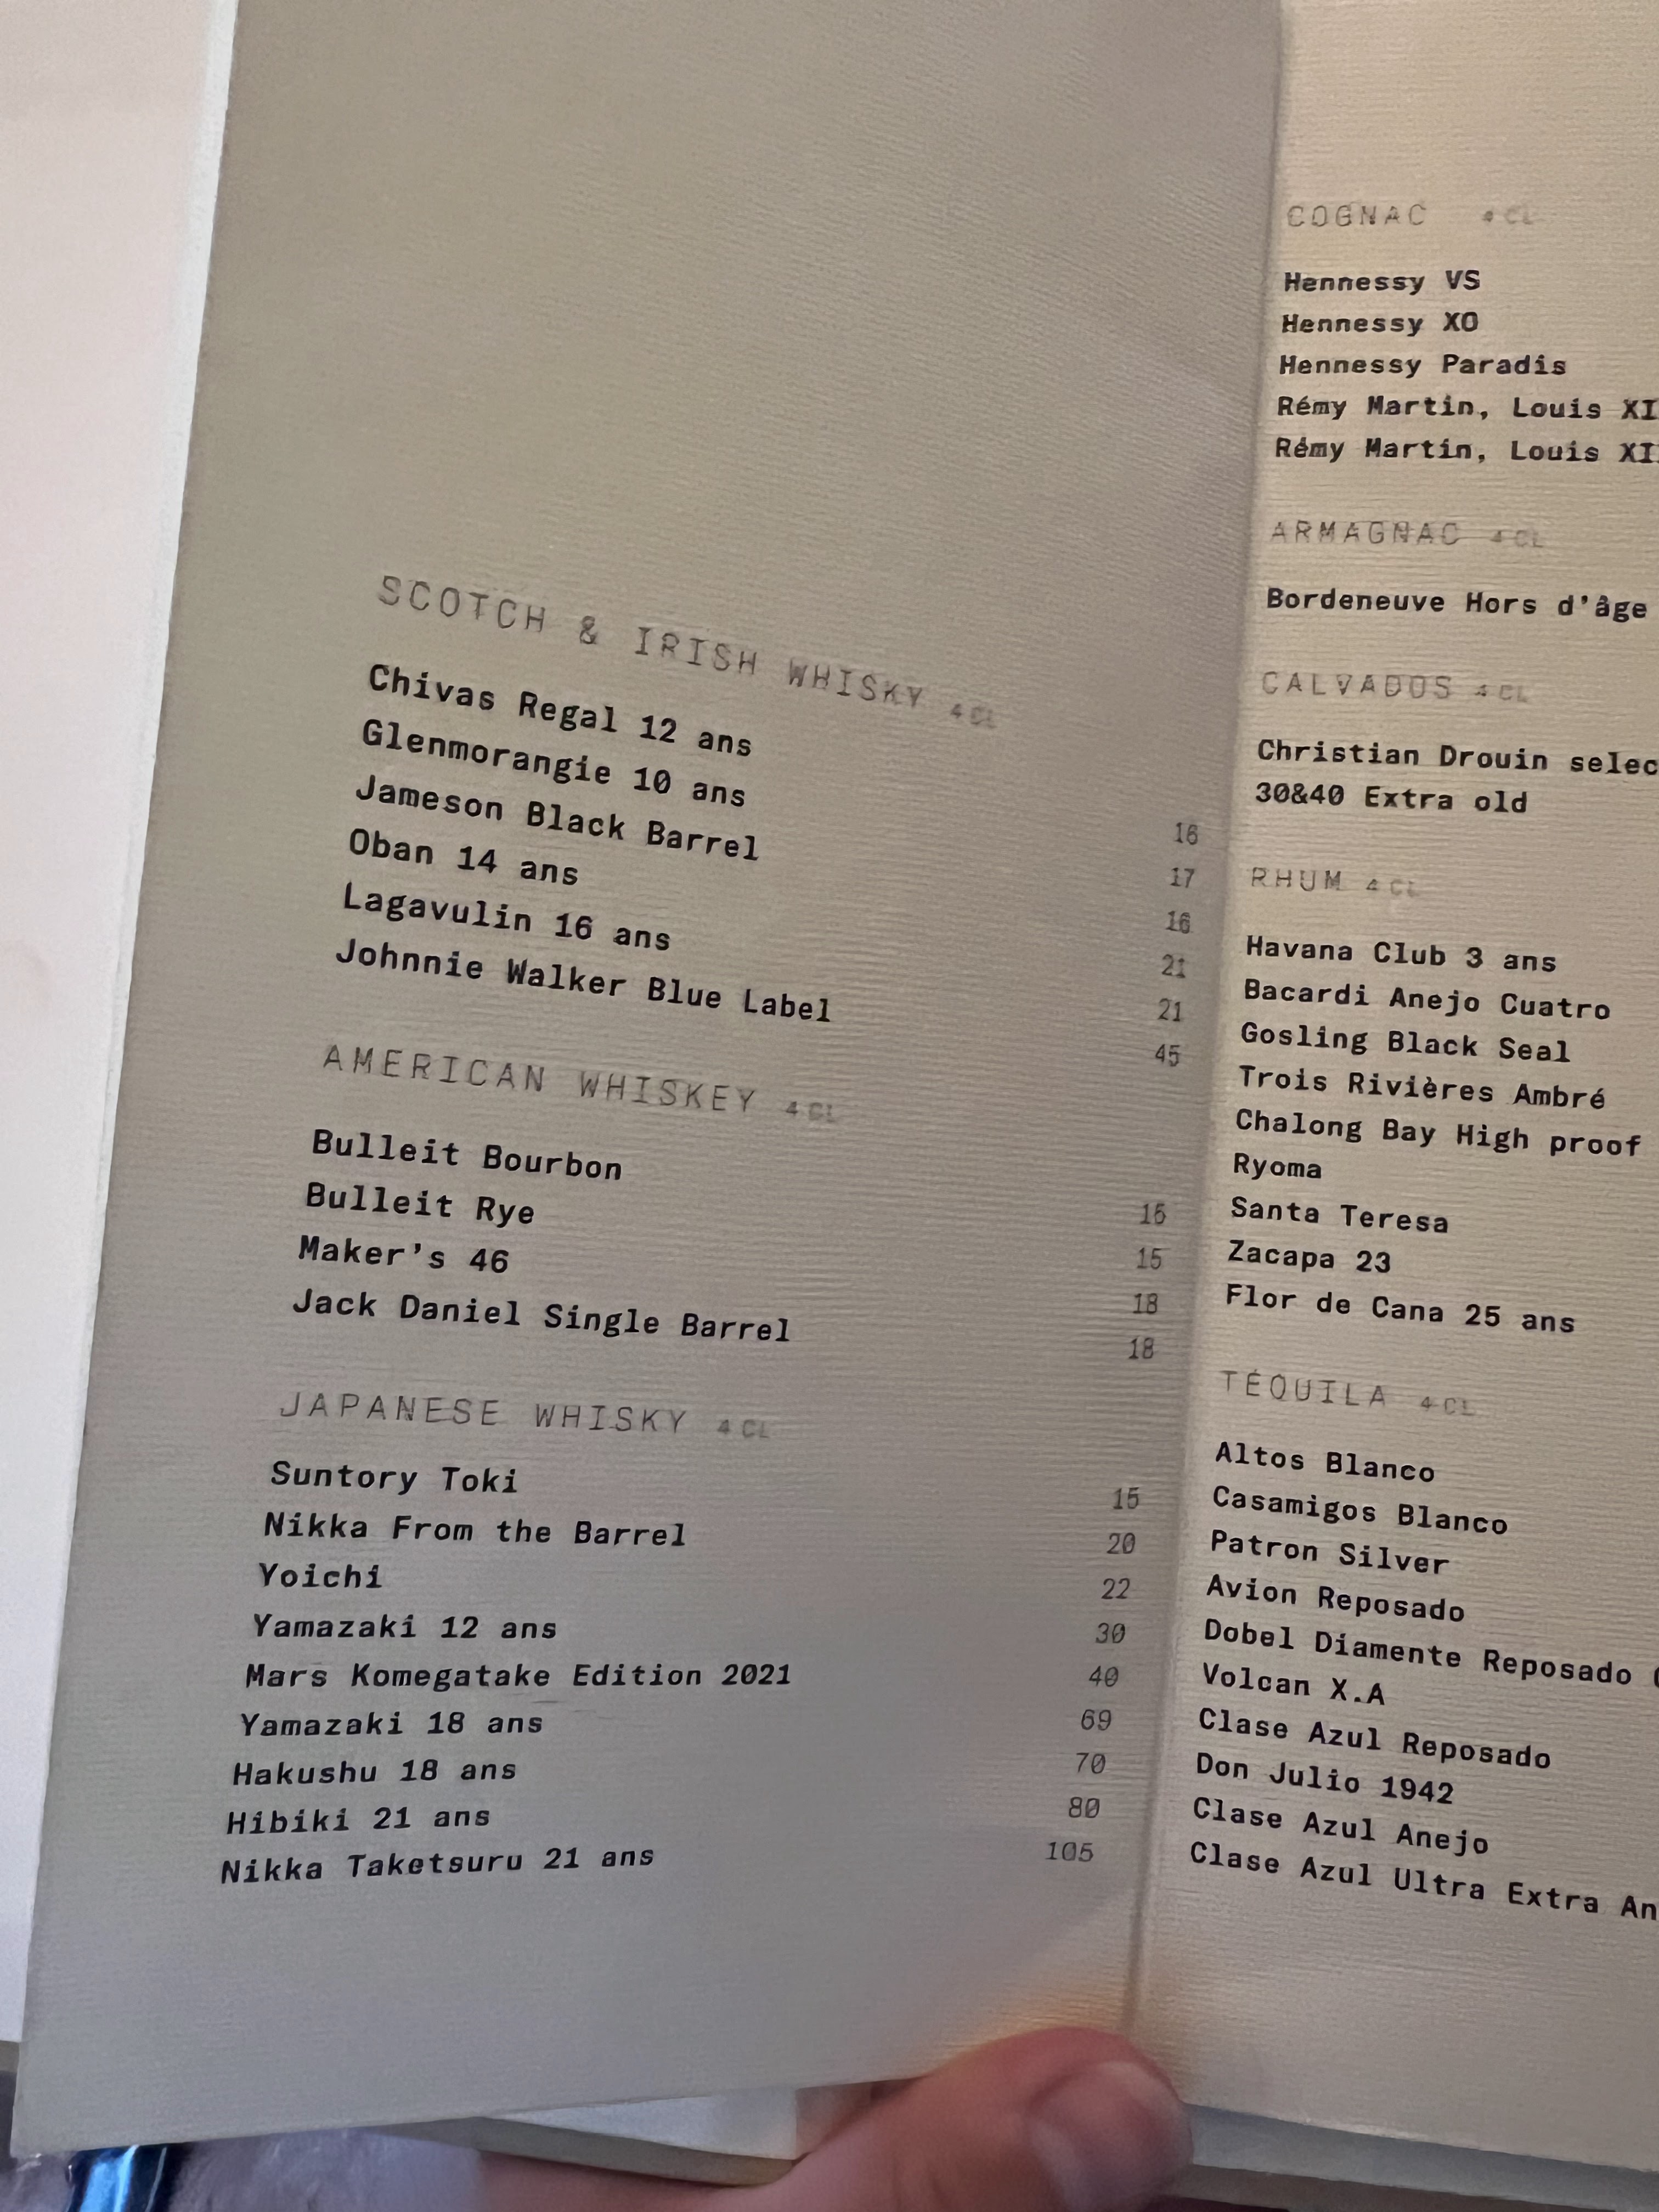 SCOTCH & IRISH WHISKY 4 CL
Chivas Regal 12 ans 16
Glenmorangie 10 ans 17
Jameson Black Barrel 16
Oban 14 ans 21
Lagavulin 16 ans 21
Johnnie Walker Blue Label 45
AMERICAN WHISKEY 4 CL
Bulleit Bourbon 16
Bulleit Rye 15
Maker's 46 18
Jack Daniel Single Barrel 18
JAPANESE WHISKY 4 CL
Suntory Toki 15
Nikka From the Barrel 20
Yoichi 22
Yamazaki 12 ans 30
Mars Komegatake Edition 2021 40
Yamazaki 18 ans 69
Hakushu 18 ans 70
Hibiki 21 ans 80
Nikka Taketsuru 21 ans 105
COGNAC 4 CL
Hennessy VS
Hennessy XO
Hennessy Paradis
Rémy Martin, Louis
Rémy Martin, Louis
ARMAGNAC 4 CL
Bordeneuve Hors d'âge
CALVADOS 4 CL
Christian Drouin selec
30&40 Extra old
RHUM 4 CL
Havana Club 3 ans
Bacardi Anejo Cuatro
Gosling Black Seal
Trois Rivières Ambré
Chalong Bay High proof
Ryoma
Santa Teresa
Zacapa 23
Flor de Cana 25 ans
TÉQUILA 4 CL
Altos Blanco
Casamigos Blanco
Patron Silver
Avion Reposado
Dobel Diamente Reposado
Volcan X.A
Clase Azul Reposado
Don Julio 1942
Clase Azul Anejo
Clase Azul Ultra Extra An